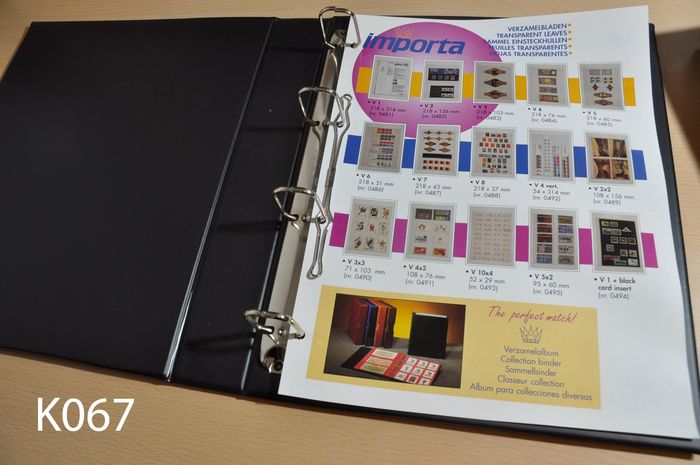 importa
VERZAMELBLADEN
TRANSPARENT LEAVES
SAMMEL EINSTECKHULLEN
FEUILLES TRANSPARENTS
HOJAS TRANSPARENTES
• V 1
218 x 314 mm
(nr. 0481)
• V 2
218 x 156 mm
(nr. 0482)
• V 3
218 x 103 mm
(nr. 0483)
• V 4
218 x 76 mm
(nr. 0484)
• V 5
218 x 60 mm
(nr. 0485)
• V 6
218 x 51 mm
(nr. 0486)
• V 7
218 x 43 mm
(nr. 0487)
• V 8
218 x 37 mm
(nr. 0488)
• V 4 vert.
54 x 314 mm
(nr. 0492)
• V 2x2
108 x 156 mm
(nr. 0489)
• V 3x3
71 x 103 mm
(nr. 0490)
• V 4x2
108 x 76 mm
(nr. 0491)
• V 10x4
52 x 29 mm
(nr. 0493)
• V 5x2
95 x 60 mm
(nr. 0495)
• V 1 + black
card insert
(nr. 0494)
The perfect match!
Verzamelalbum
Collection binder
Sammelbinder
Classeur collection
Album para collecciones diversas
K067